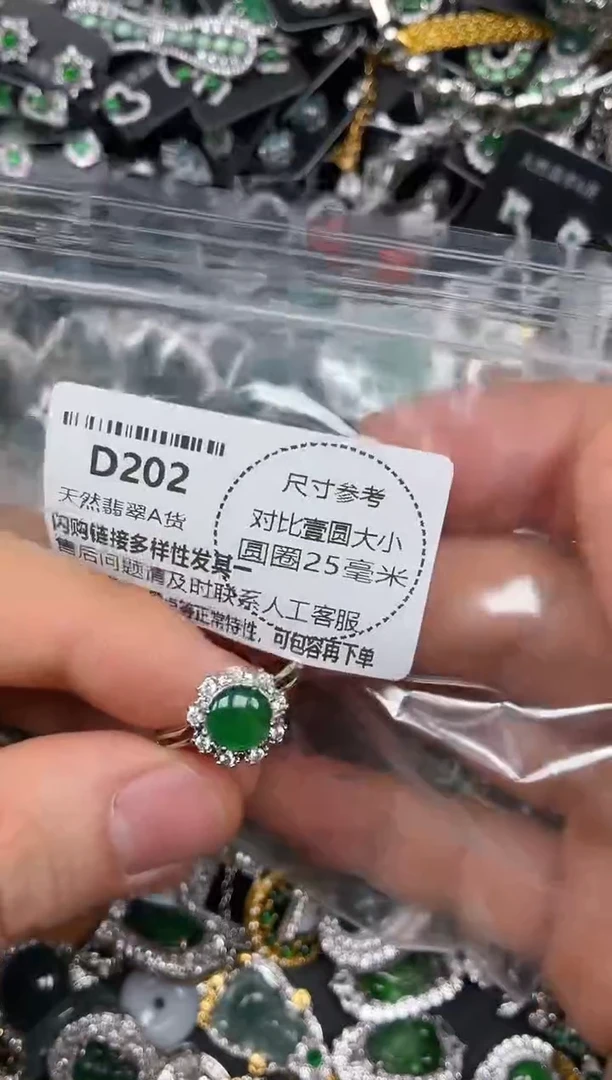 D202
天然翡翠A货
闪购链接多样性发其一
售后问题请及时联系人工客服
等正常特性，可包容再下单
尺寸参考
对比壹圆大小
圆圈25毫米